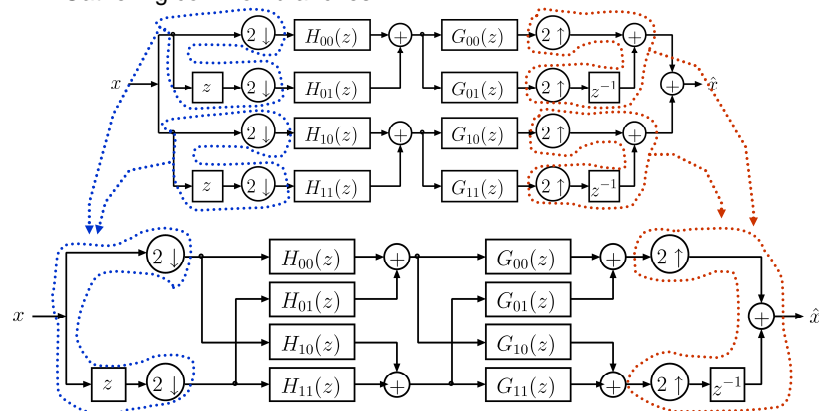 2 ↓ H₀₀(z) + G₀₀(z) 2 ↑ +
x z 2 ↓ H₀₁(z) G₀₁(z) 2 ↑ z⁻¹ + x̂
2 ↓ H₁₀(z) + G₁₀(z) 2 ↑ +
z 2 ↓ H₁₁(z) G₁₁(z) 2 ↑ z⁻¹
2 ↓ H₀₀(z) + G₀₀(z) + 2 ↑
H₀₁(z) G₀₁(z)
x + x̂
H₁₀(z) G₁₀(z)
z 2 ↓ H₁₁(z) + G₁₁(z) + 2 ↑ z⁻¹